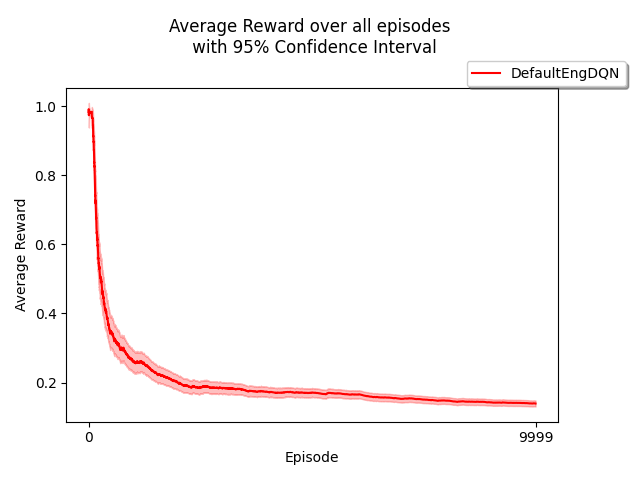 Average Reward over all episodes
with 95% Confidence Interval
DefaultEngDQN
1.0
0.8
0.6
0.4
0.2
Average Reward
0 9999
Episode